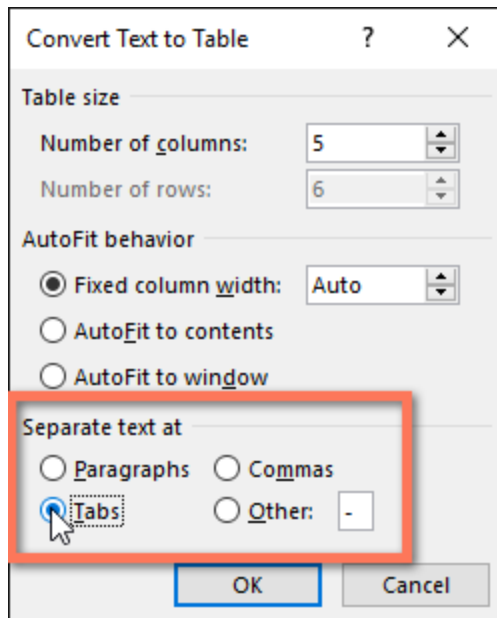 Convert Text to Table ? ×
Table size
Number of columns: 5
Number of rows: 6
AutoFit behavior
Fixed column width: Auto
AutoFit to contents
AutoFit to window
Separate text at
Paragraphs Commas
Tabs Other: -
OK Cancel